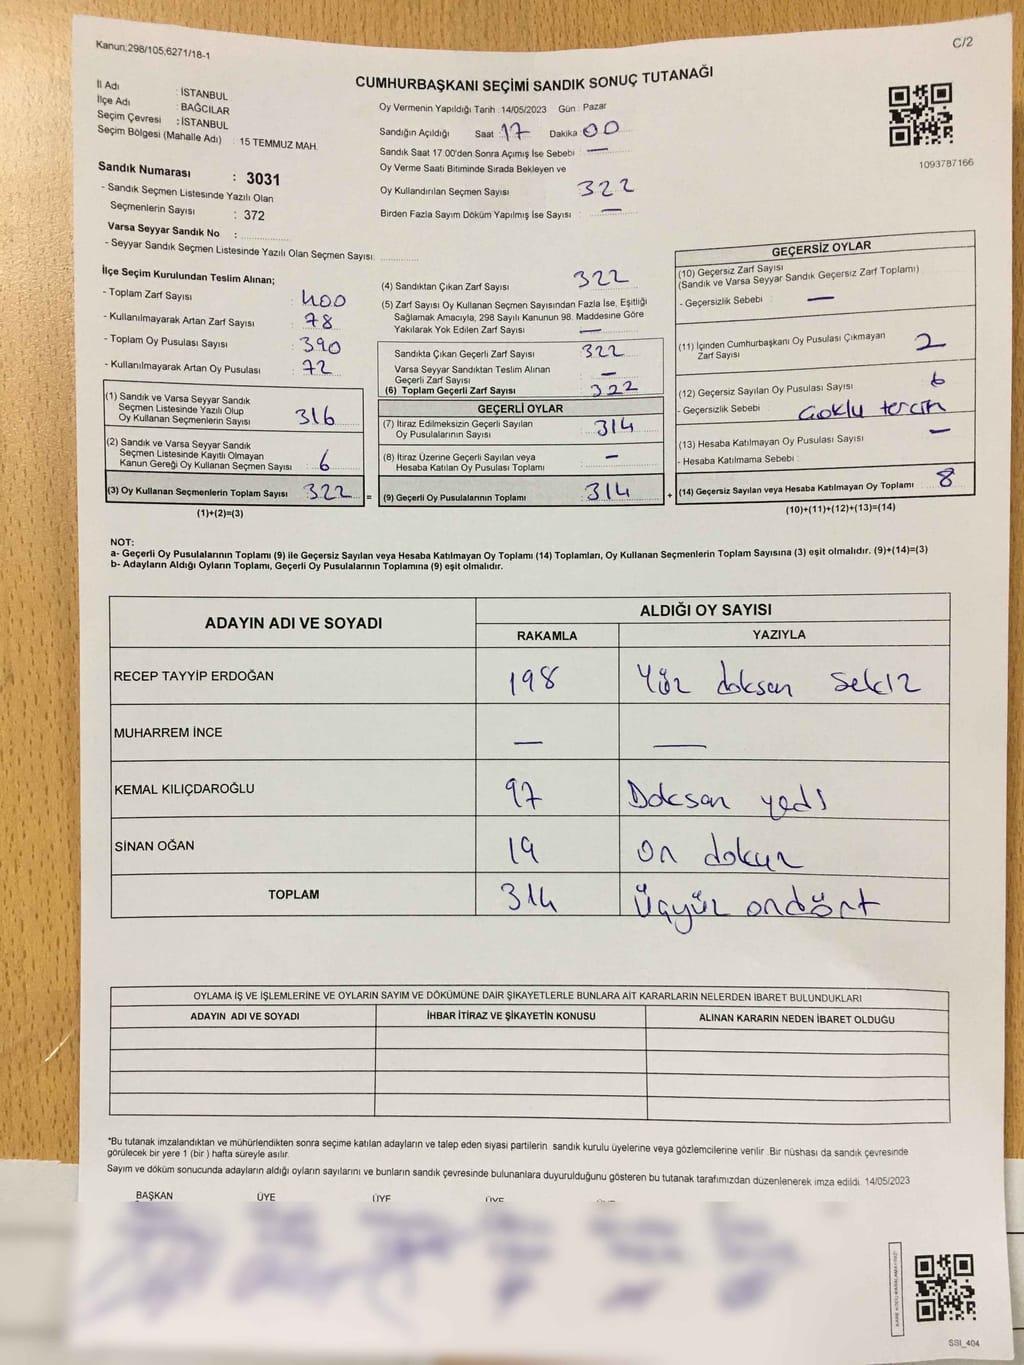 Kanun;298/105,6271/18-1
C/2
CUMHURBAŞKANI SEÇİMİ SANDIK SONUÇ TUTANAĞI
İl Adı : İSTANBUL
İlçe Adı : BAĞCILAR
Seçim Çevresi : İSTANBUL
Seçim Bölgesi (Mahalle Adı) : 15 TEMMUZ MAH.
Sandık Numarası : 3031
- Sandık Seçmen Listesinde Yazılı Olan
Seçmenlerin Sayısı : 372
Varsa Seyyar Sandık No :
- Seyyar Sandık Seçmen Listesinde Yazılı Olan Seçmen Sayısı:
Oy Vermenin Yapıldığı Tarih : 14/05/2023 Gün : Pazar
Sandığın Açıldığı Saat : 17 Dakika 00
Sandık Saat 17:00'den Sonra Açımış İse Sebebi : —
Oy Verme Saati Bitiminde Sırada Bekleyen ve
Oy Kullandırılan Seçmen Sayısı 322
Birden Fazla Sayım Döküm Yapılmış İse Sayısı : —
1093787166
İlçe Seçim Kurulundan Teslim Alınan;
- Toplam Zarf Sayısı : 400
- Kullanılmayarak Artan Zarf Sayısı : 78
- Toplam Oy Pusulası Sayısı : 390
- Kullanılmayarak Artan Oy Pusulası : 72
(1) Sandık ve Varsa Seyyar Sandık
Seçmen Listesinde Yazılı Olup
Oy Kullanan Seçmenlerin Sayısı 316
(2) Sandık ve Varsa Seyyar Sandık
Seçmen Listesinde Kayıtlı Olmayan
Kanun Gereği Oy Kullanan Seçmen Sayısı : 6
(3) Oy Kullanan Seçmenlerin Toplam Sayısı : 322 =
(1)+(2)=(3)
(4) Sandıktan Çıkan Zarf Sayısı 322
(5) Zarf Sayısı Oy Kullanan Seçmen Sayısından Fazla İse, Eşitliği
Sağlamak Amacıyla, 298 Sayılı Kanunun 98. Maddesine Göre
Yakılarak Yok Edilen Zarf Sayısı : —
Sandıkta Çıkan Geçerli Zarf Sayısı : 322
Varsa Seyyar Sandıktan Teslim Alınan
Geçerli Zarf Sayısı : —
(6) Toplam Geçerli Zarf Sayısı : 322
GEÇERLİ OYLAR
(7) İtiraz Edilmeksizin Geçerli Sayılan
Oy Pusulalarının Sayısı : 314
(8) İtiraz Üzerine Geçerli Sayılan veya
Hesaba Katılan Oy Pusulası Toplamı : —
(9) Geçerli Oy Pusulalarının Toplamı : 314 +
GEÇERSİZ OYLAR
(10) Geçersiz Zarf Sayısı
(Sandık ve Varsa Seyyar Sandık Geçersiz Zarf Toplamı)
- Geçersizlik Sebebi : —
(11) İçinden Cumhurbaşkanı Oy Pusulası Çıkmayan
Zarf Sayısı 2
(12) Geçersiz Sayılan Oy Pusulası Sayısı : 6
- Geçersizlik Sebebi : Çoklu tercih
(13) Hesaba Katılmayan Oy Pusulası Sayısı : —
- Hesaba Katılmama Sebebi :
(14) Geçersiz Sayılan veya Hesaba Katılmayan Oy Toplamı : 8
(10)+(11)+(12)+(13)=(14)
NOT:
a- Geçerli Oy Pusulalarının Toplamı (9) ile Geçersiz Sayılan veya Hesaba Katılmayan Oy Toplamı (14) Toplamları, Oy Kullanan Seçmenlerin Toplam Sayısına (3) eşit olmalıdır. (9)+(14)=(3)
b- Adayların Aldığı Oyların Toplamı, Geçerli Oy Pusulalarının Toplamına (9) eşit olmalıdır.
ADAYIN ADI VE SOYADI
ALDIĞI OY SAYISI
RAKAMLA YAZIYLA
RECEP TAYYİP ERDOĞAN 198 Yüz doksan sekiz
MUHARREM İNCE — —
KEMAL KILIÇDAROĞLU 97 Doksan yedi
SİNAN OĞAN 19 on dokuz
TOPLAM 314 Üçyüz ondört
OYLAMA İŞ VE İŞLEMLERİNE VE OYLARIN SAYIM VE DÖKÜMÜNE DAİR ŞİKAYETLERLE BUNLARA AİT KARARLARIN NELERDEN İBARET BULUNDUKLARI
ADAYIN ADI VE SOYADI İHBAR İTİRAZ VE ŞİKAYETİN KONUSU ALINAN KARARIN NEDEN İBARET OLDUĞU
*Bu tutanak imzalandıktan ve mühürlendikten sonra seçime katılan adayların ve talep eden siyasi partilerin sandık kurulu üyelerine veya gözlemcilerine verilir .Bir nüshası da sandık çevresinde
görülecek bir yere 1 (bir ) hafta süreyle asılır.
Sayım ve döküm sonucunda adayların aldığı oyların sayılarını ve bunların sandık çevresinde bulunanlara duyurulduğunu gösteren bu tutanak tarafımızdan düzenlenerek imza edildi. 14/05/2023
BAŞKAN ÜYE ÜYE ÜYE
SSI_404